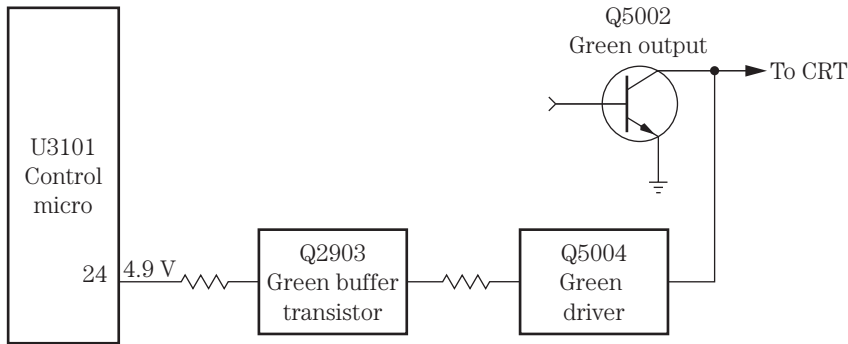 Q5002
Green output
To CRT
U3101
Control
micro
24
4.9 V
Q2903
Green buffer
transistor
Q5004
Green
driver